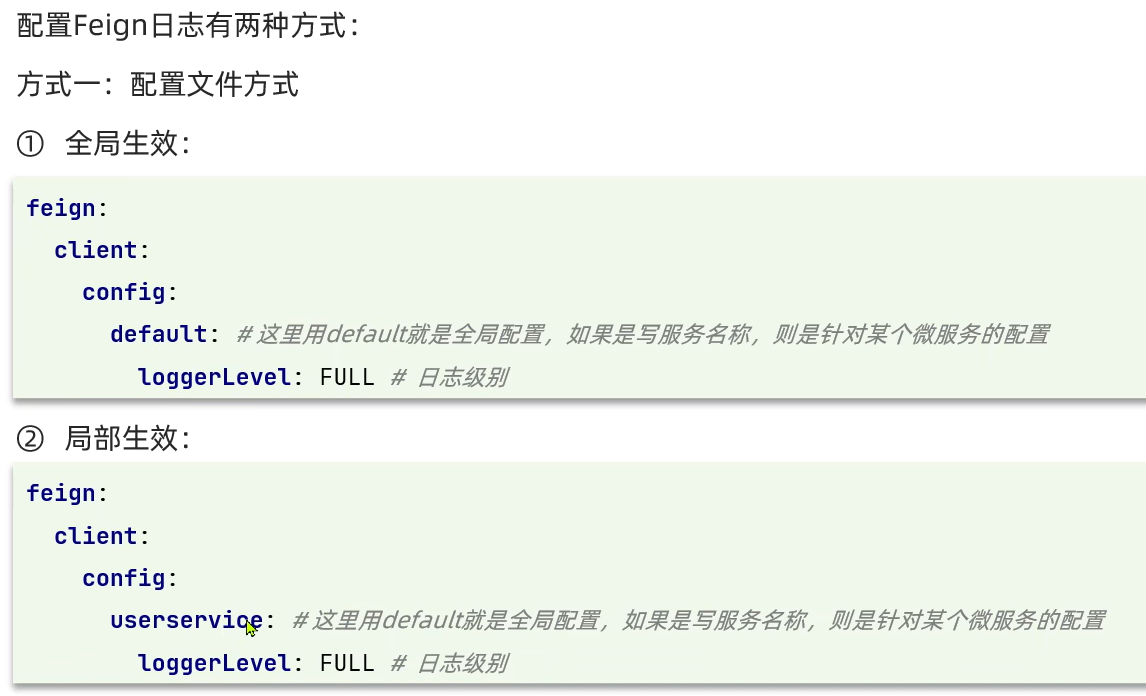 配置Feign日志有两种方式：
方式一：配置文件方式
① 全局生效：
feign:
  client:
    config:
      default: # 这里用default就是全局配置，如果是写服务名称，则是针对某个微服务的配置
        loggerLevel: FULL # 日志级别
② 局部生效：
feign:
  client:
    config:
      userservice: # 这里用default就是全局配置，如果是写服务名称，则是针对某个微服务的配置
        loggerLevel: FULL # 日志级别